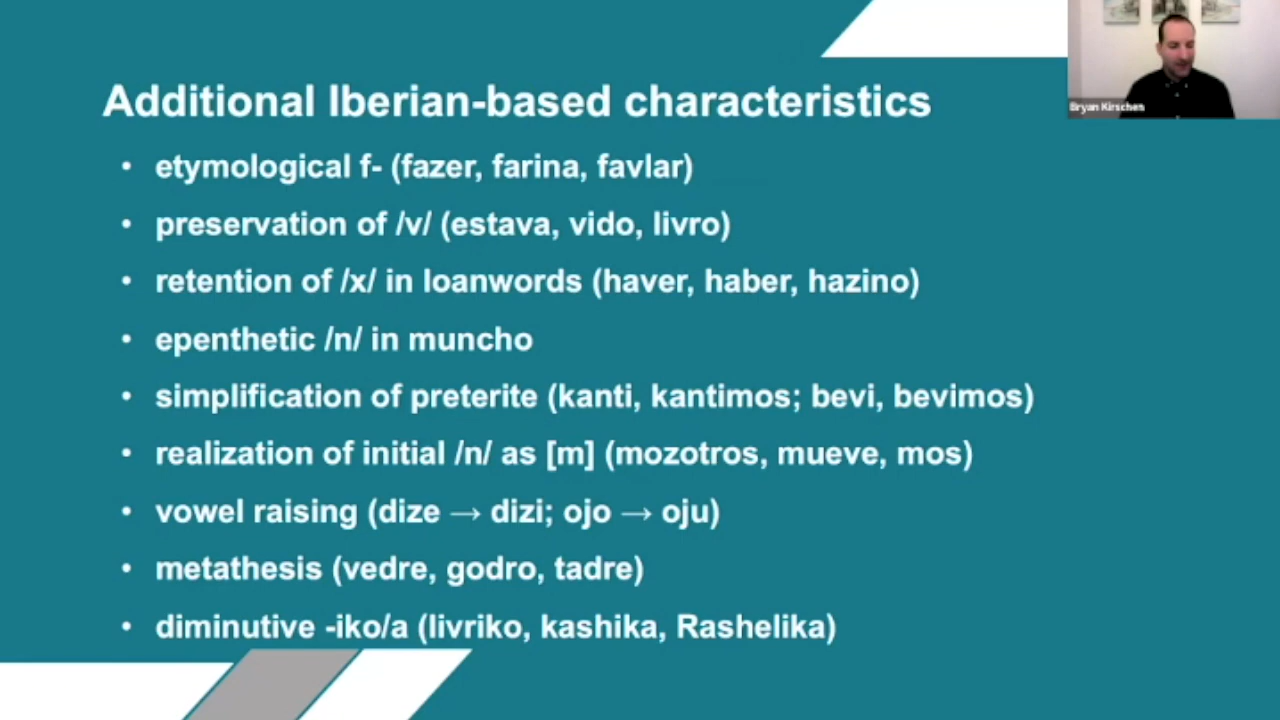 Additional Iberian-based characteristics
• etymological f- (fazer, farina, favlar)
• preservation of /v/ (estava, vido, livro)
• retention of /x/ in loanwords (haver, haber, hazino)
• epenthetic /n/ in muncho
• simplification of preterite (kanti, kantimos; bevi, bevimos)
• realization of initial /n/ as [m] (mozotros, mueve, mos)
• vowel raising (dize → dizi; ojo → oju)
• metathesis (vedre, godro, tadre)
• diminutive -iko/a (livriko, kashika, Rashelika)
Bryan Kirschen